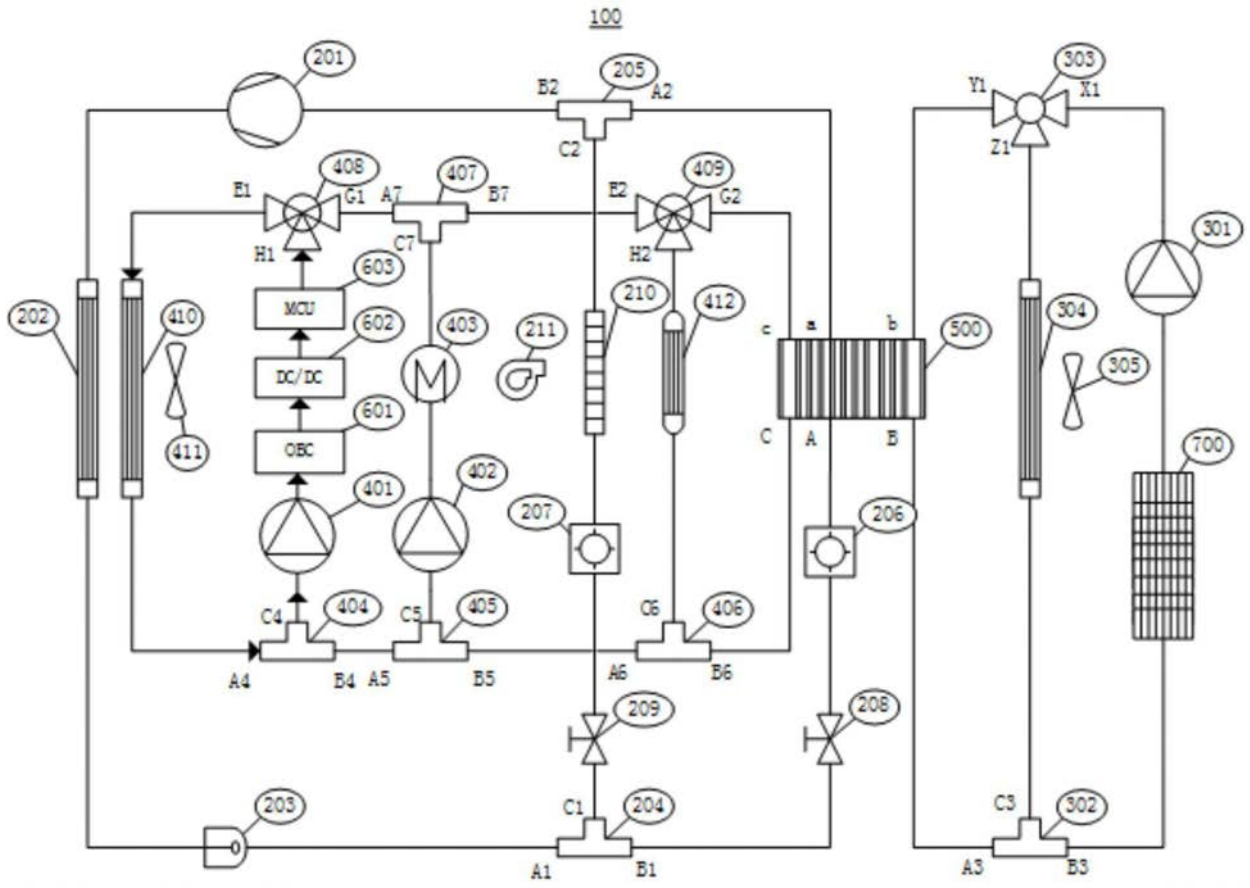 100
201
B2
205
A2
Y1
303
X1
C2
Z1
E1
408
G1
A7
407
B7
E2
409
G2
H1
C7
H2
301
603
MCU
210
202
410
602
403
211
412
c
a
b
500
304
DC/DC
305
601
C
A
B
411
OBC
700
401
402
207
206
C4
404
C5
405
C6
406
A4
B4
A5
B5
A6
B6
209
208
203
C1
204
C3
302
A1
B1
A3
B3